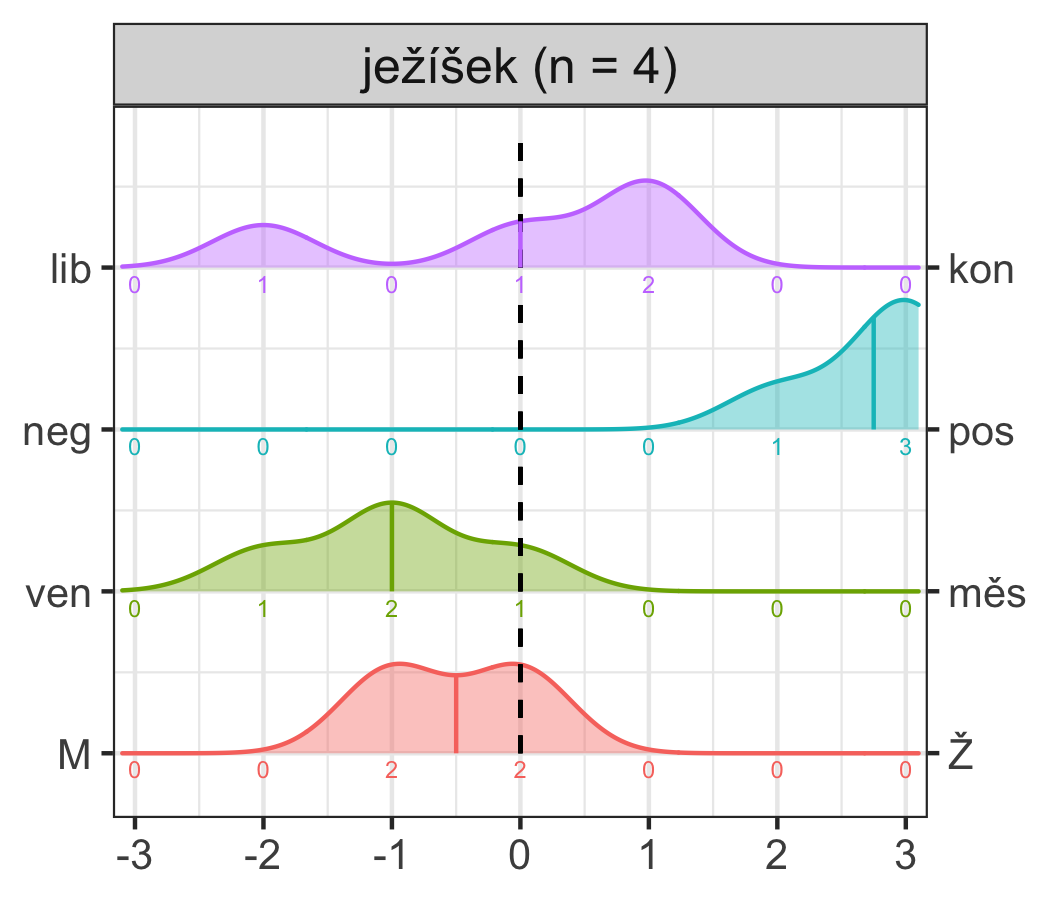 ježíšek (n = 4)
lib kon
0 1 0 1 2 0 0
neg pos
0 0 0 0 0 1 3
ven měs
0 1 2 1 0 0 0
M Ž
0 0 2 2 0 0 0
-3 -2 -1 0 1 2 3